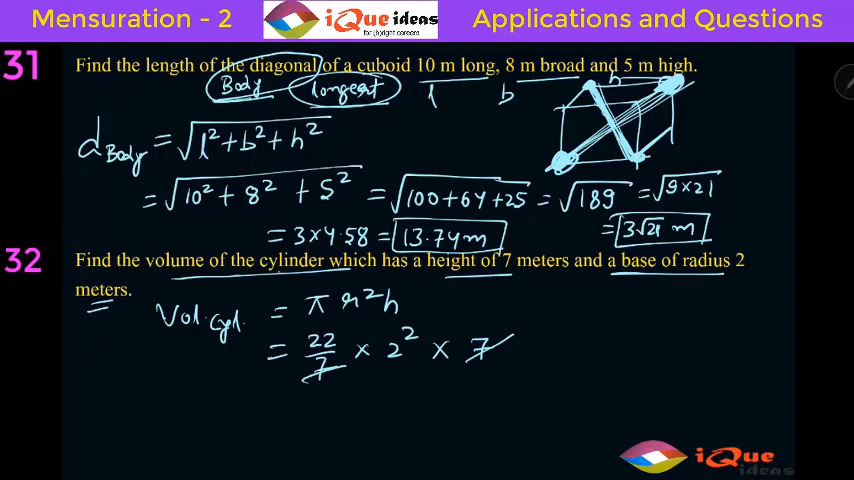 Mensuration - 2
iQue ideas
for (b)right careers
Applications and Questions
31
Find the length of the diagonal of a cuboid 10 m long, 8 m broad and 5 m high.
Body longest l b h
d Body = √l² + b² + h²
= √10² + 8² + 5² = √100+64+25 = √189 = √9×21
= 3×4.58 = 13.74m = 3√21 m
32
Find the volume of the cylinder which has a height of 7 meters and a base of radius 2
meters.
Vol. Cyl. = π r² h
= 22/7 × 2² × 7
iQue
ideas